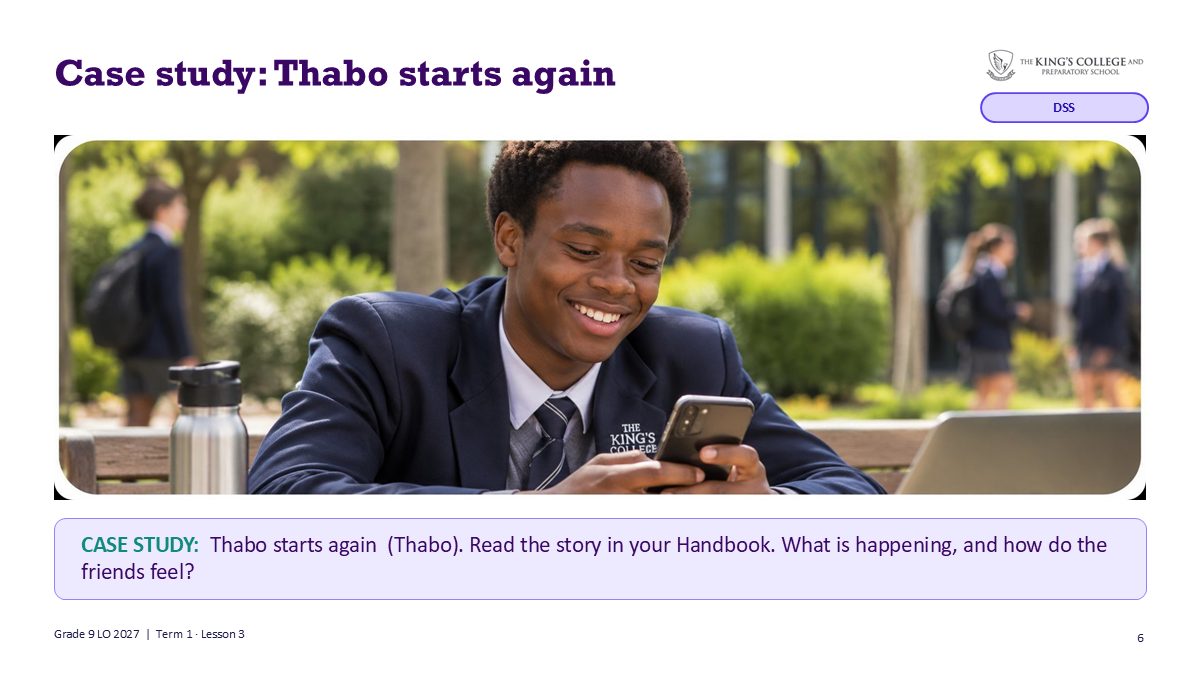 Case study: Thabo starts again
THE KING'S COLLEGE AND
PREPARATORY SCHOOL
DSS
THE
KING'S
COLLEGE
CASE STUDY: Thabo starts again (Thabo). Read the story in your Handbook. What is happening, and how do the
friends feel?
Grade 9 LO 2027 | Term 1 · Lesson 3
6